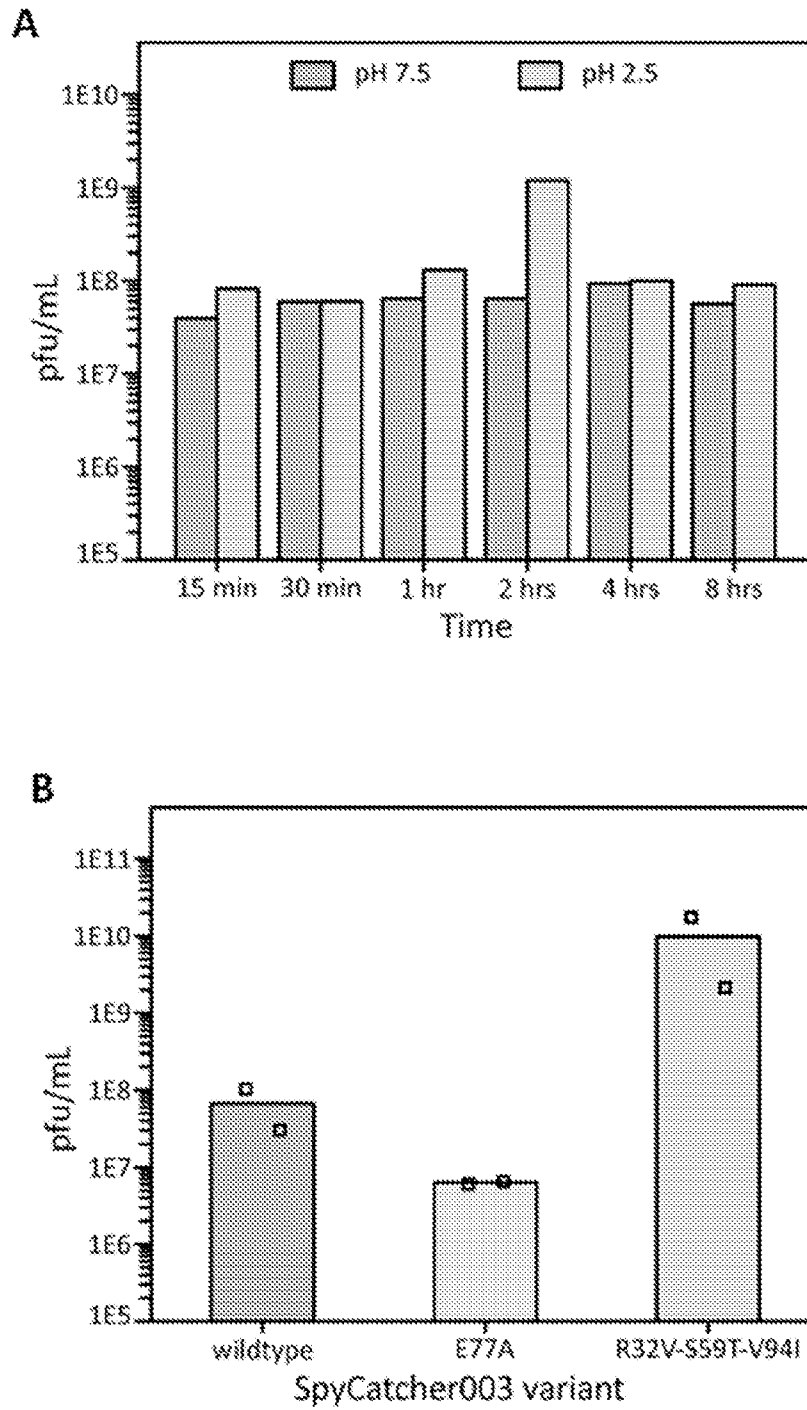 A
pH 7.5 pH 2.5
1E10
1E9
1E8
1E7
1E6
1E5
pfu/mL
15 min 30 min 1 hr 2 hrs 4 hrs 8 hrs
Time
B
1E11
1E10
1E9
1E8
1E7
1E6
1E5
pfu/mL
wildtype E77A R32V-S59T-V94I
SpyCatcher003 variant